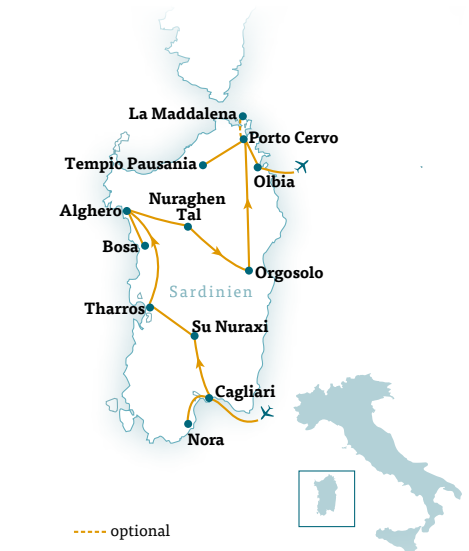 La Maddalena
Porto Cervo
Tempio Pausania
Olbia
Nuraghen
Tal
Alghero
Bosa
Orgosolo
Sardinien
Tharros
Su Nuraxi
Cagliari
Nora
optional